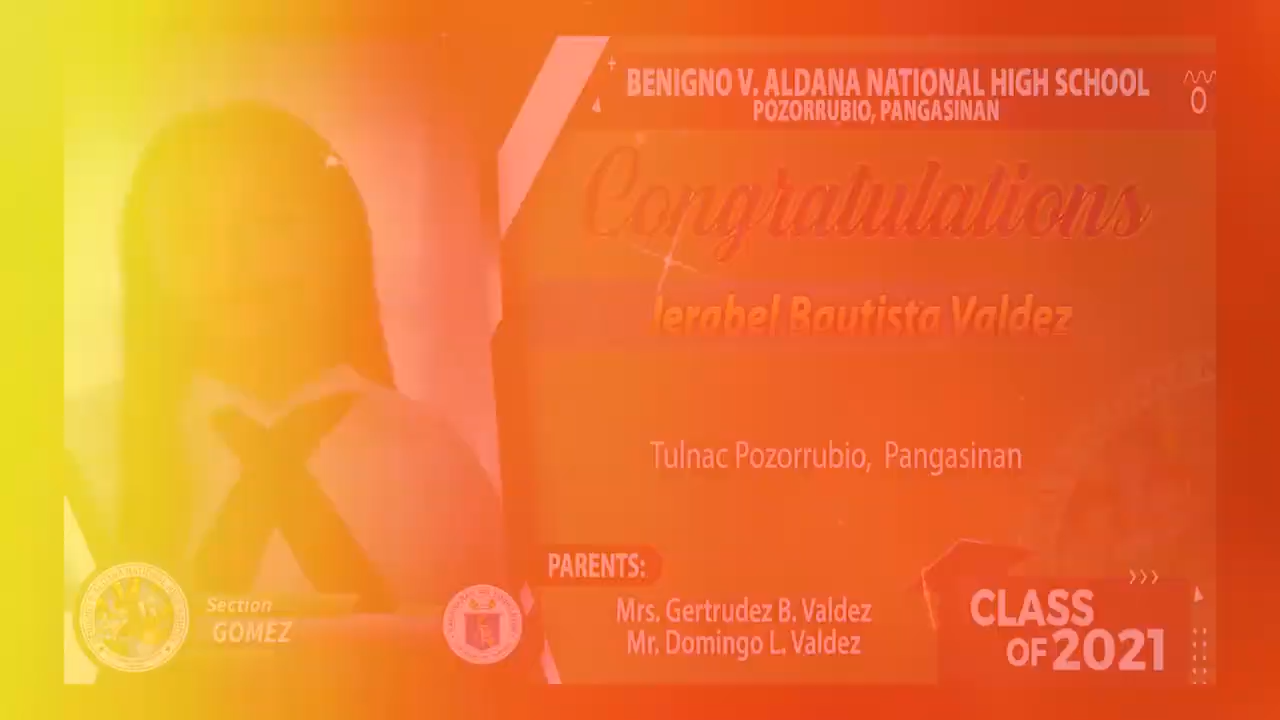 BENIGNO V. ALDANA NATIONAL HIGH SCHOOL
POZORRUBIO, PANGASINAN
Congratulations
Jerabel Bautista Valdez
Tulnac Pozorrubio, Pangasinan
PARENTS:
Mrs. Gertrudez B. Valdez
Mr. Domingo L. Valdez
Section
GOMEZ
CLASS
OF 2021